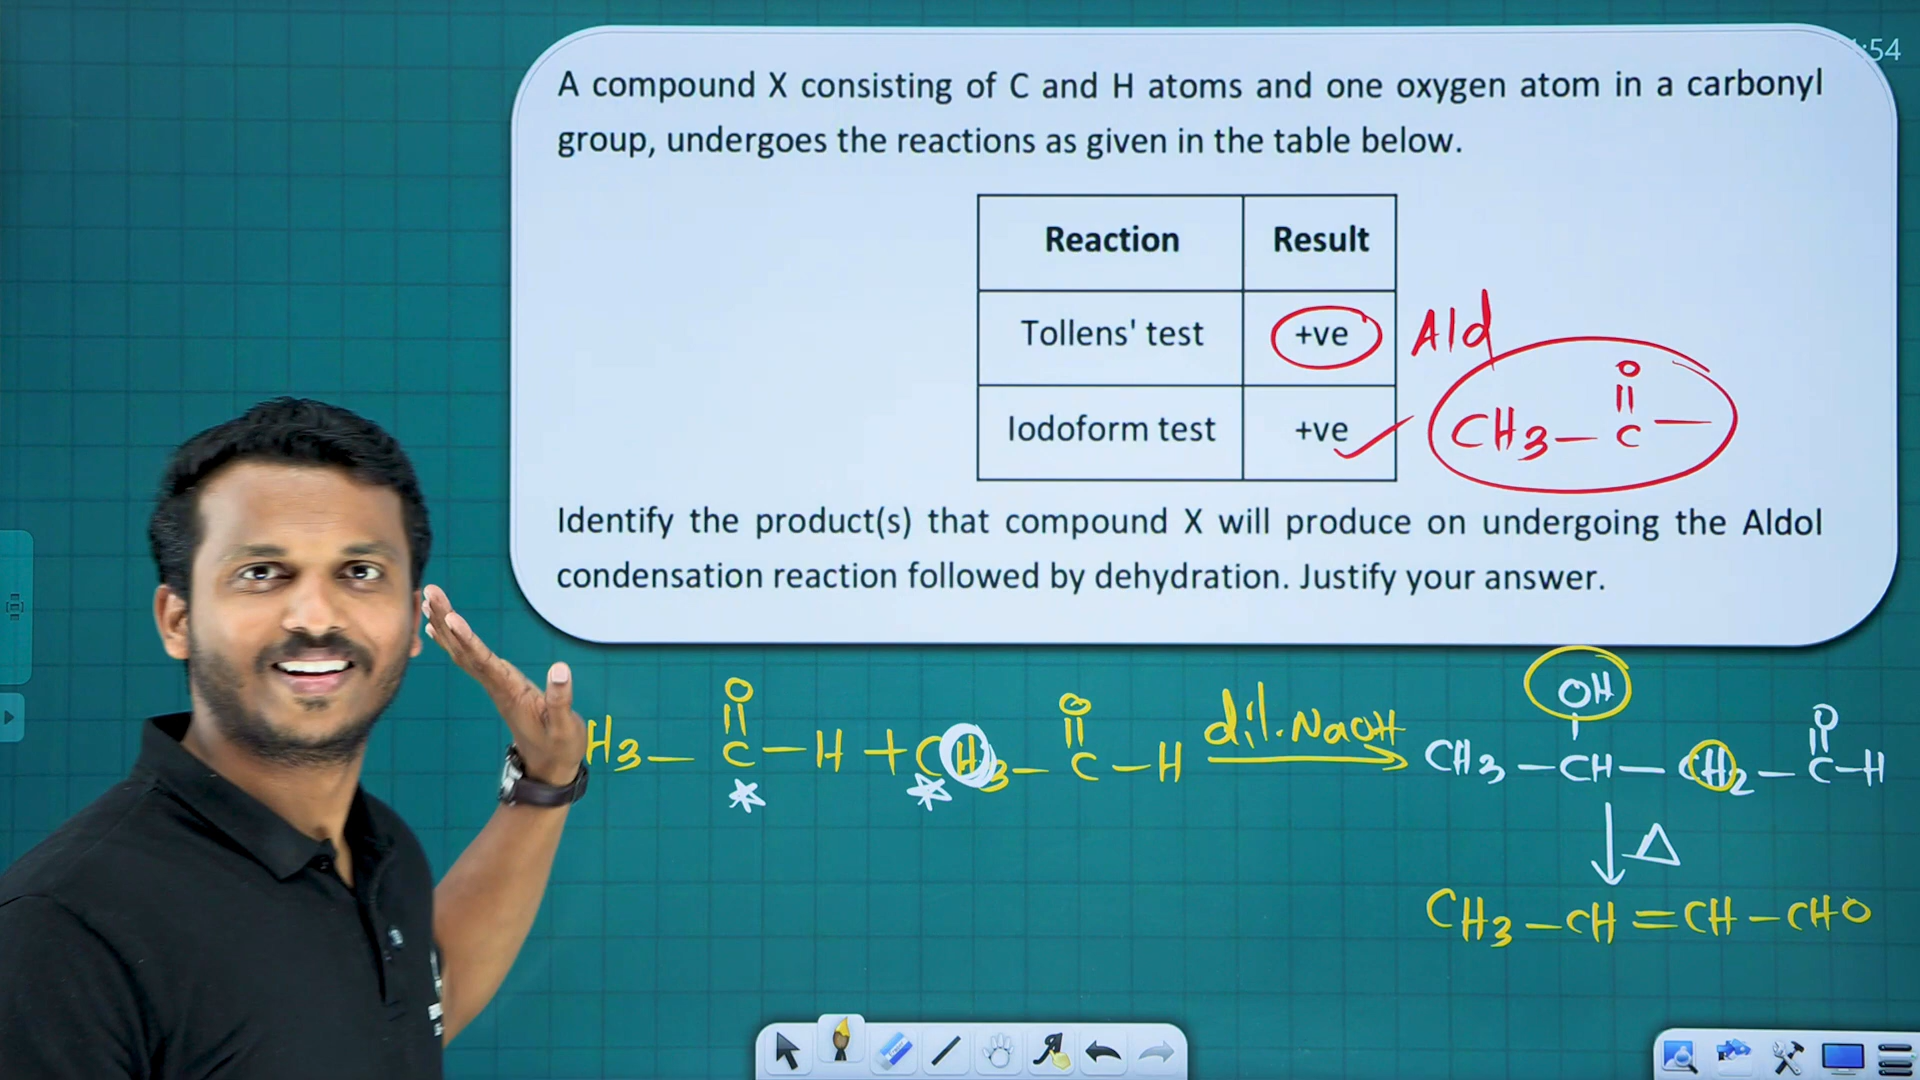 :54
A compound X consisting of C and H atoms and one oxygen atom in a carbonyl
group, undergoes the reactions as given in the table below.
Reaction Result
Tollens' test +ve Ald
O
||
Iodoform test +ve ✓ CH3 — C —
Identify the product(s) that compound X will produce on undergoing the Aldol
condensation reaction followed by dehydration. Justify your answer.
O O OH O
|| || | ||
H3 — C — H + CH3 — C — H dil. NaOH → CH3 — CH — CH2 — C — H
☆ ☆
↓ Δ
CH3 — CH = CH — CHO